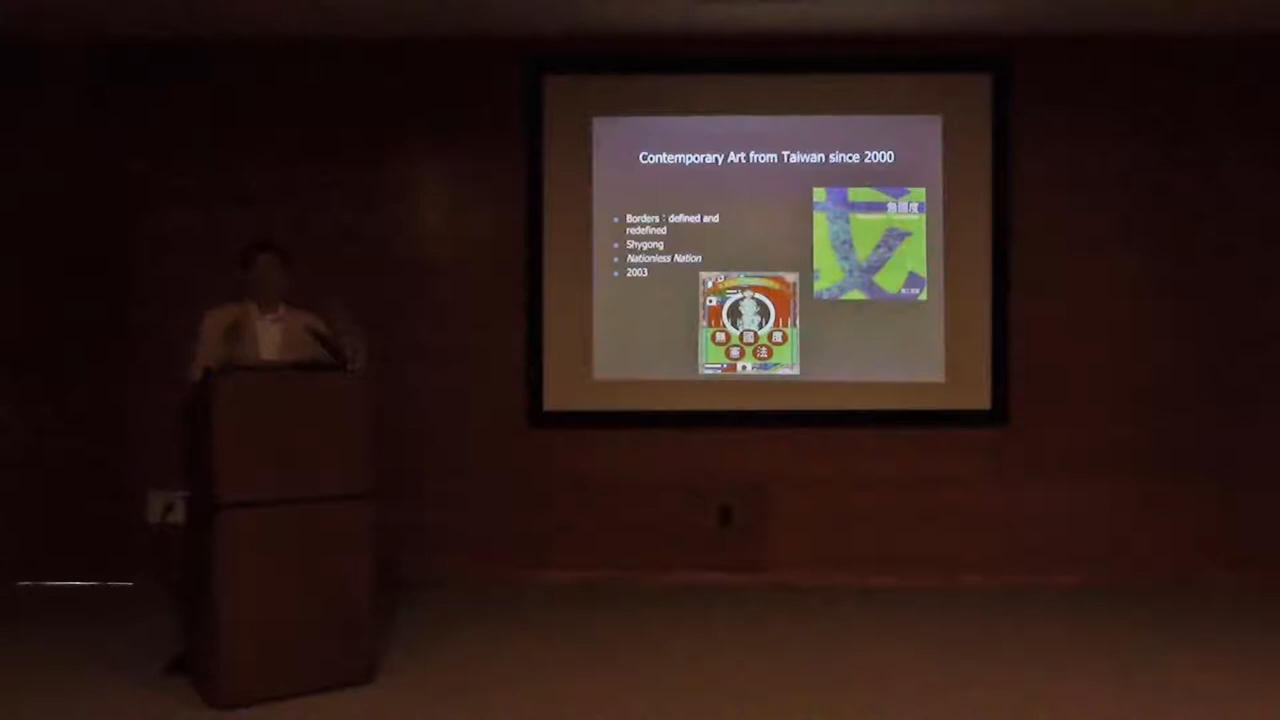 Contemporary Art from Taiwan since 2000
Borders：defined and
redefined
Shygong
Nationless Nation
2003
無國度
無 國 度
憲 法